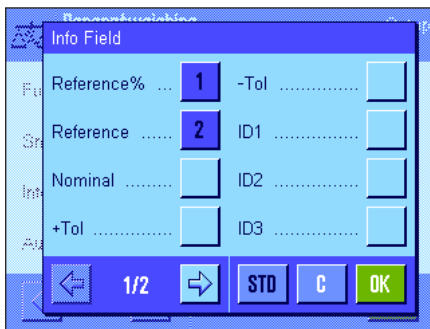 Info Field
Reference% ... 1
Reference ...... 2
Nominal .........
+Tol ..............
-Tol ..............
ID1 ...............
ID2 ...............
ID3 ...............
1/2
STD
C
OK